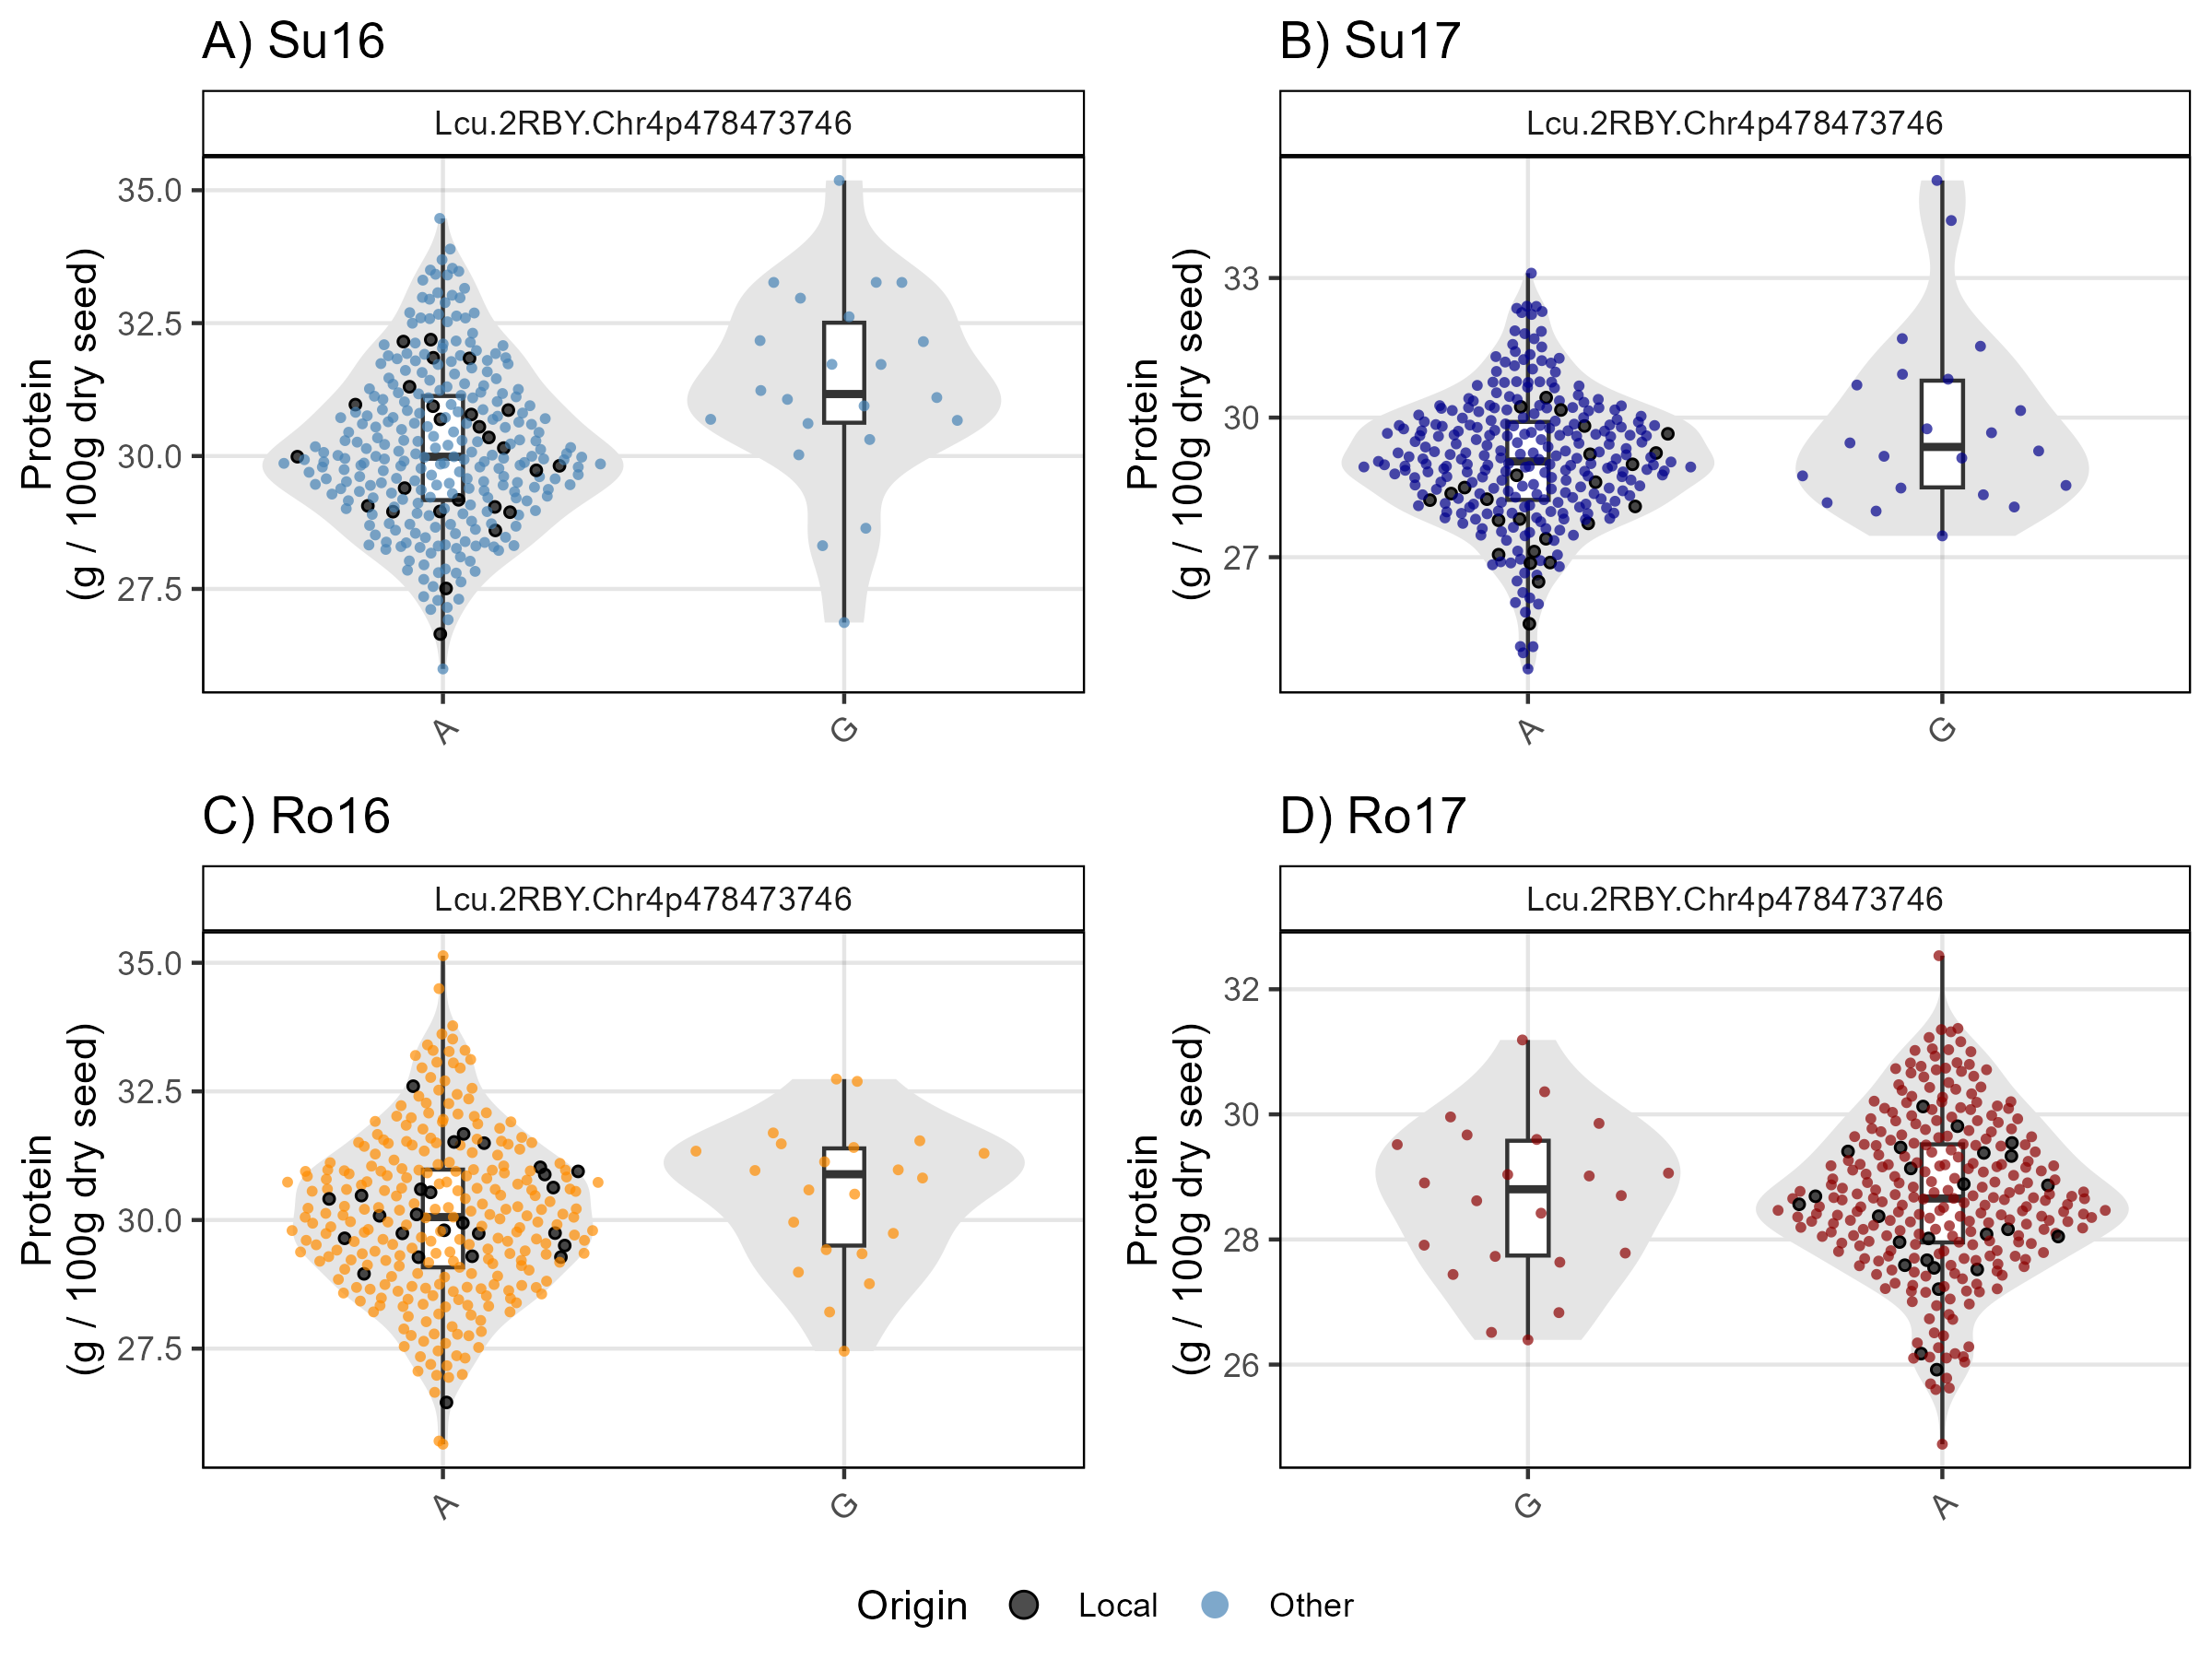 A) Su16
Lcu.2RBY.Chr4p478473746
Protein
(g / 100g dry seed)
35.0
32.5
30.0
27.5
A
G
B) Su17
Lcu.2RBY.Chr4p478473746
Protein
(g / 100g dry seed)
33
30
27
A
G
C) Ro16
Lcu.2RBY.Chr4p478473746
Protein
(g / 100g dry seed)
35.0
32.5
30.0
27.5
A
G
D) Ro17
Lcu.2RBY.Chr4p478473746
Protein
(g / 100g dry seed)
32
30
28
26
G
A
Origin Local Other